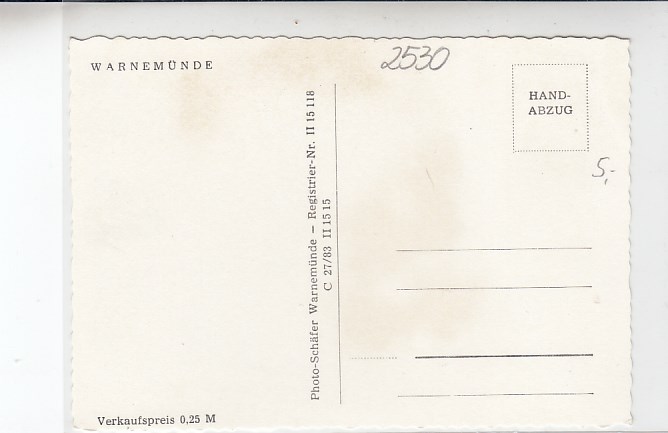 WARNEMÜNDE
2530
HAND-
ABZUG
5,-
Photo-Schäfer Warnemünde — Registrier-Nr. II 15 118
C 27/83 II 15 15
Verkaufspreis 0,25 M